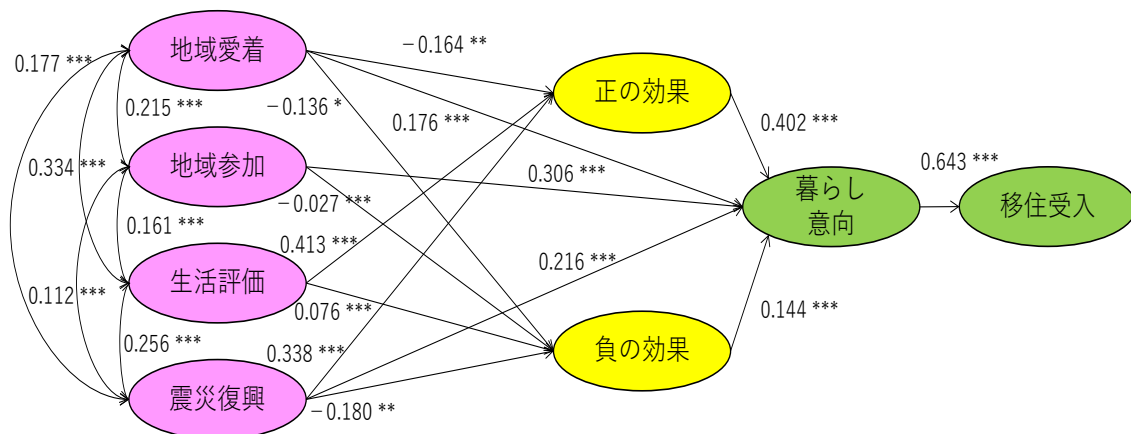 地域愛着
−0.164 **
0.177 ***
正の効果
0.215 ***
−0.136 *
0.176 ***
0.402 ***
地域参加
0.334 ***
0.306 ***
0.643 ***
−0.027 ***
暮らし
意向
移住受入
0.161 ***
0.413 ***
生活評価
0.216 ***
0.112 ***
0.076 ***
0.144 ***
0.256 ***
0.338 ***
負の効果
震災復興
−0.180 **